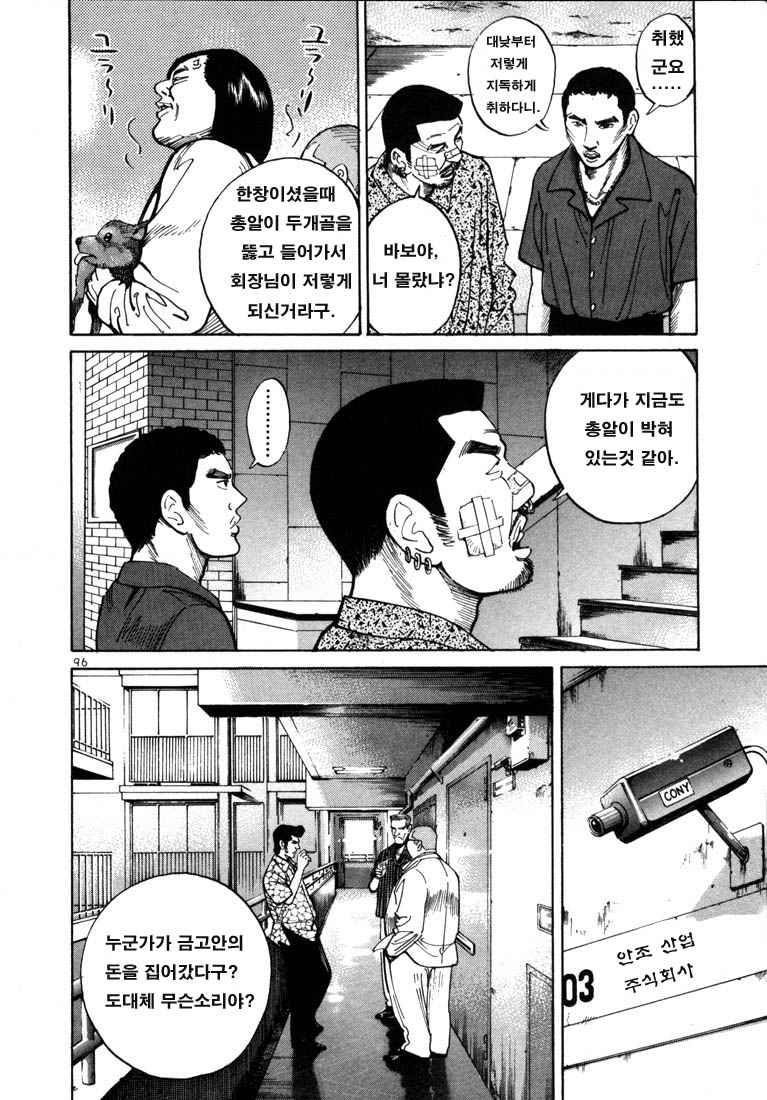 취했
군요
.....
대낮부터
저렇게
지독하게
취하다니.
바보야,
너 몰랐냐?
그극~~~
그극~~~
한창이셨을때
총알이 두개골을
뚫고 들어가서
회장님이 저렇게
되신거라구.
게다가 지금도
총알이 박혀
있는것 같아.
..........
96
CONY
03
안조 산업
주식회사
누군가가 금고안의
돈을 집어갔다구?
도대체 무슨소리야?